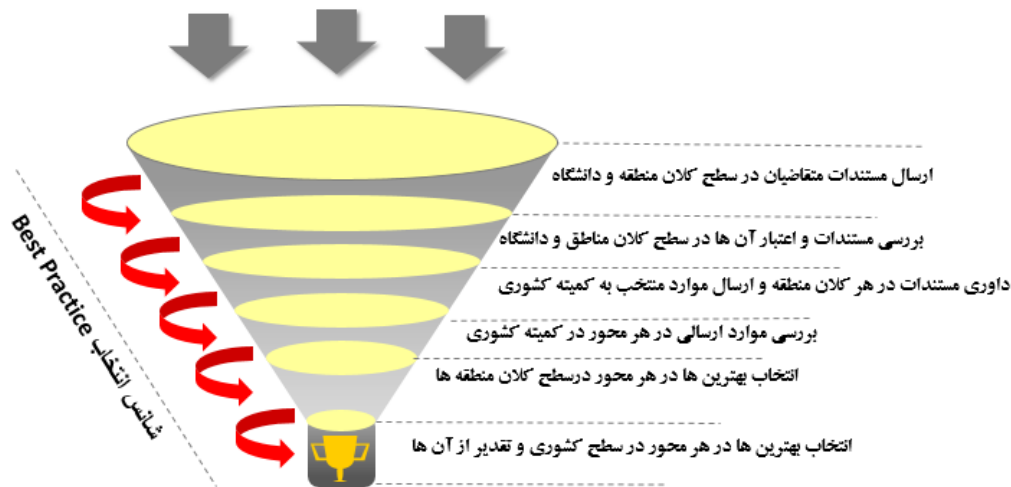 ارسال مستندات متقاضیان در سطح کلان منطقه و دانشگاه
بررسی مستندات و اعتبار آن ها در سطح کلان مناطق و دانشگاه
داوری مستندات در هر کلان منطقه و ارسال موارد منتخب به کمیته کشوری
بررسی موارد ارسالی در هر محور در کمیته کشوری
انتخاب بهترین ها در هر محور درسطح کلان منطقه ها
انتخاب بهترین ها در هر محور در سطح کشوری و تقدیر از آن ها
شانس انتخاب Best Practice